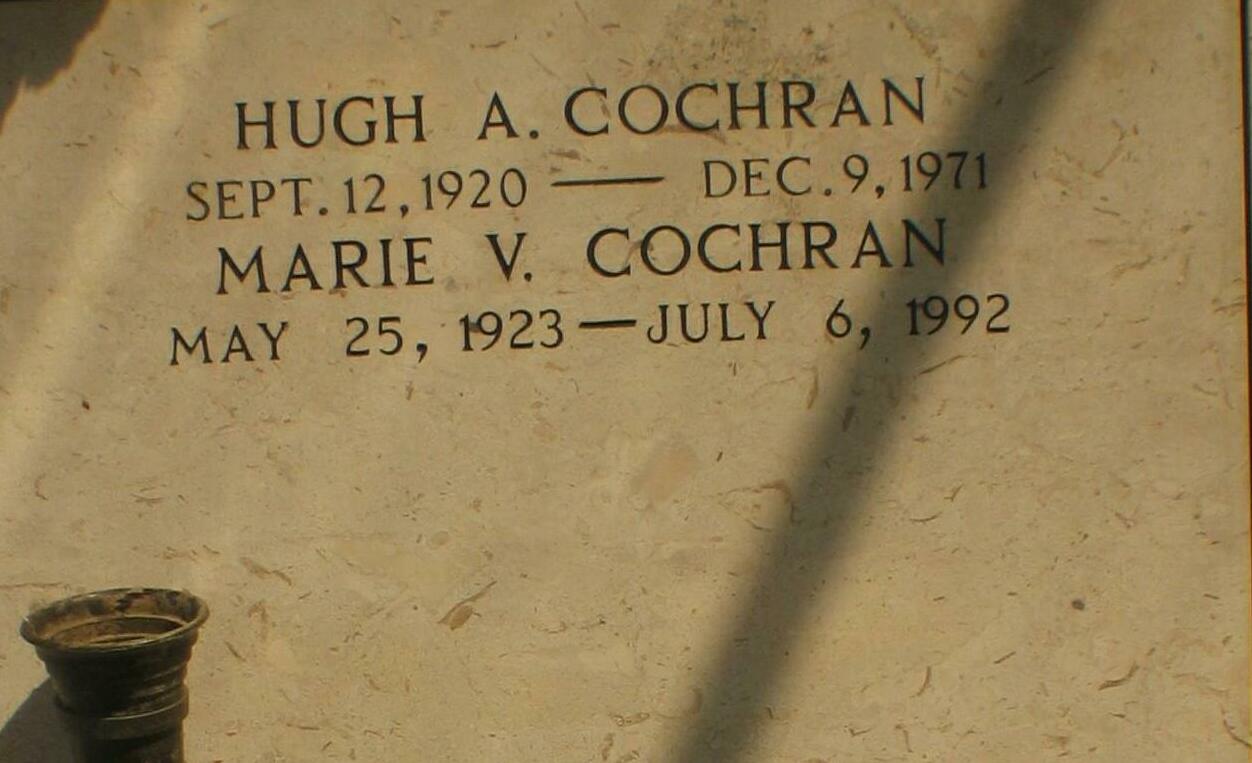 HUGH A. COCHRAN
SEPT. 12, 1920 — DEC. 9, 1971
MARIE V. COCHRAN
MAY 25, 1923 — JULY 6, 1992